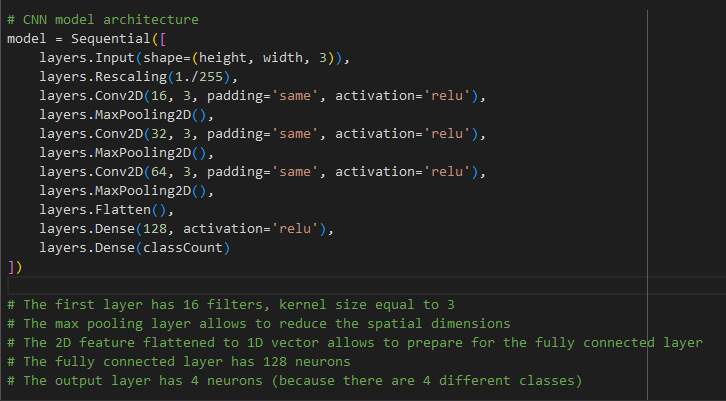 # CNN model architecture
model = Sequential([
    layers.Input(shape=(height, width, 3)),
    layers.Rescaling(1./255),
    layers.Conv2D(16, 3, padding='same', activation='relu'),
    layers.MaxPooling2D(),
    layers.Conv2D(32, 3, padding='same', activation='relu'),
    layers.MaxPooling2D(),
    layers.Conv2D(64, 3, padding='same', activation='relu'),
    layers.MaxPooling2D(),
    layers.Flatten(),
    layers.Dense(128, activation='relu'),
    layers.Dense(classCount)
])
# The first layer has 16 filters, kernel size equal to 3
# The max pooling layer allows to reduce the spatial dimensions
# The 2D feature flattened to 1D vector allows to prepare for the fully connected layer
# The fully connected layer has 128 neurons
# The output layer has 4 neurons (because there are 4 different classes)